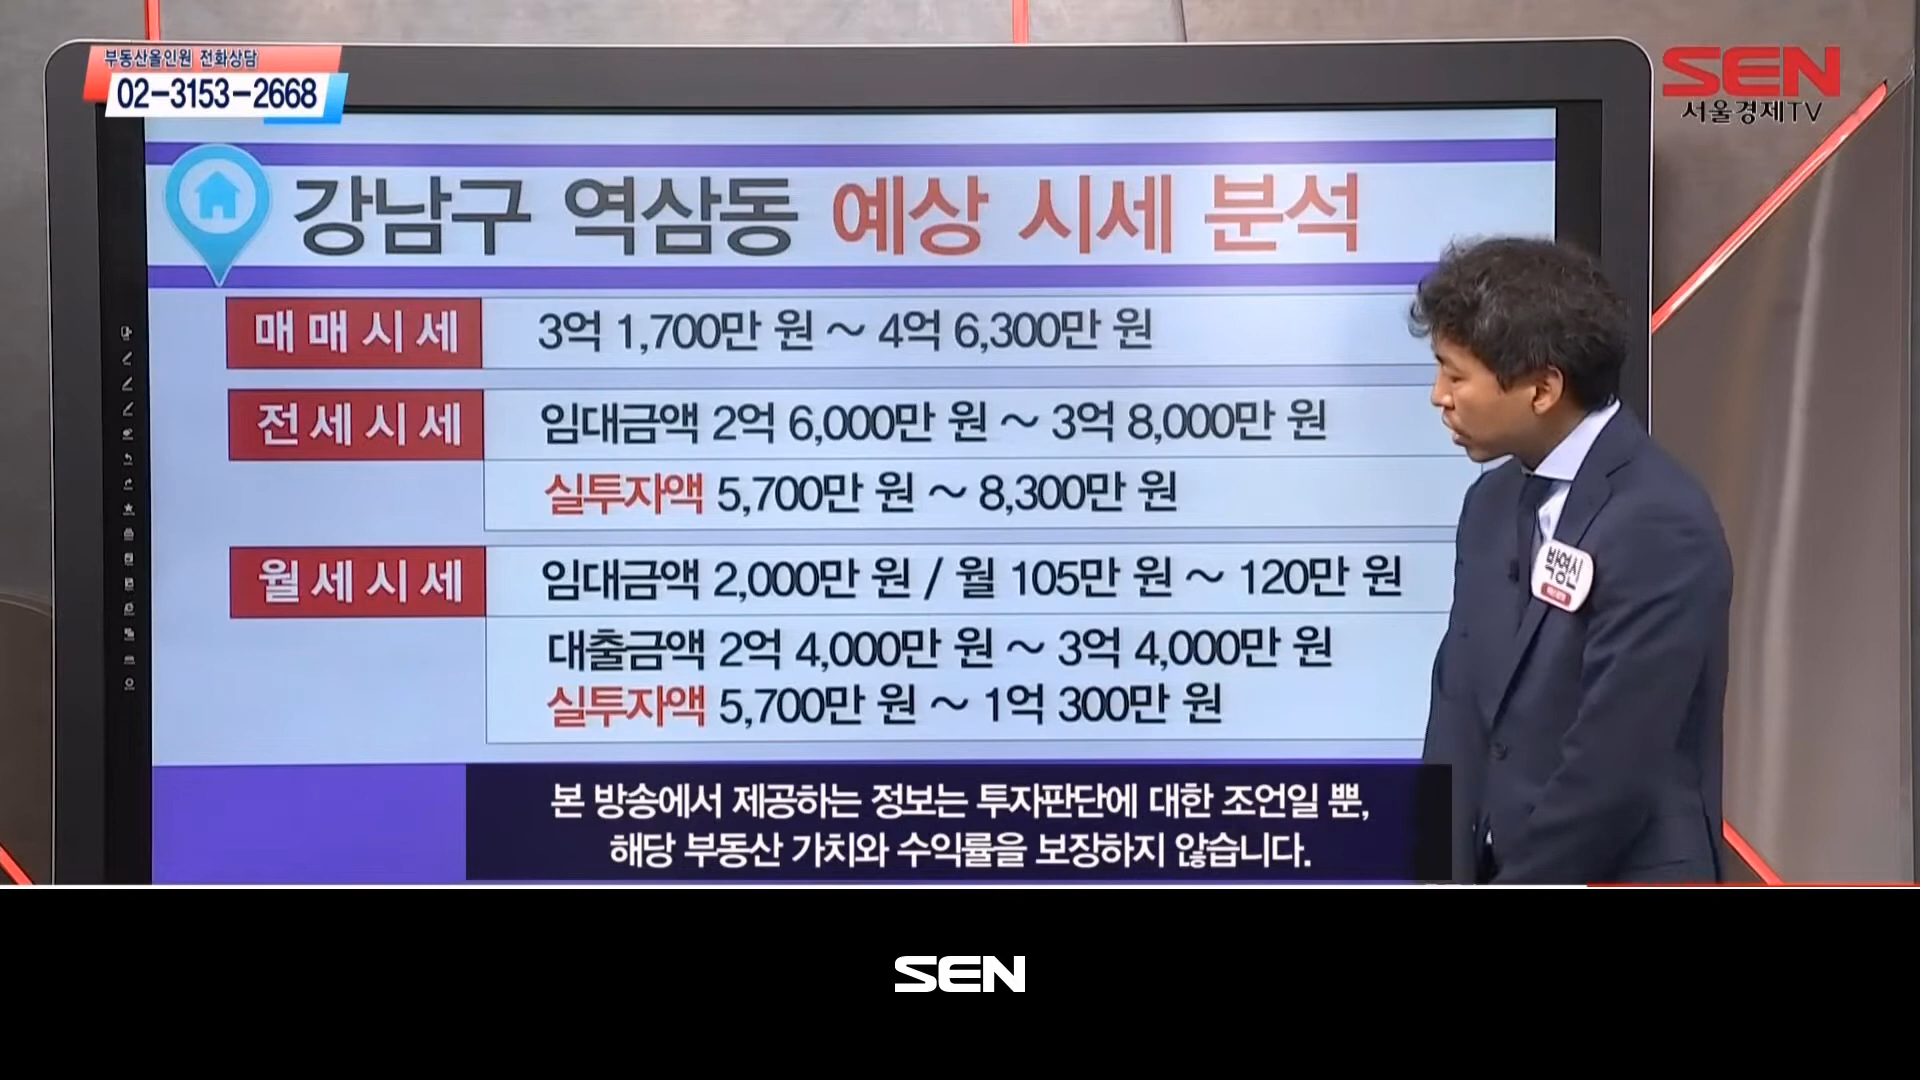 부동산올인원 전화상담
02-3153-2668
SEN
서울경제TV
강남구 역삼동 예상 시세 분석
매매시세 3억 1,700만 원 ~ 4억 6,300만 원
전세시세 임대금액 2억 6,000만 원 ~ 3억 8,000만 원
실투자액 5,700만 원 ~ 8,300만 원
월세시세 임대금액 2,000만 원 / 월 105만 원 ~ 120만 원
대출금액 2억 4,000만 원 ~ 3억 4,000만 원
실투자액 5,700만 원 ~ 1억 300만 원
박영신
본 방송에서 제공하는 정보는 투자판단에 대한 조언일 뿐,
해당 부동산 가치와 수익률을 보장하지 않습니다.
SEN